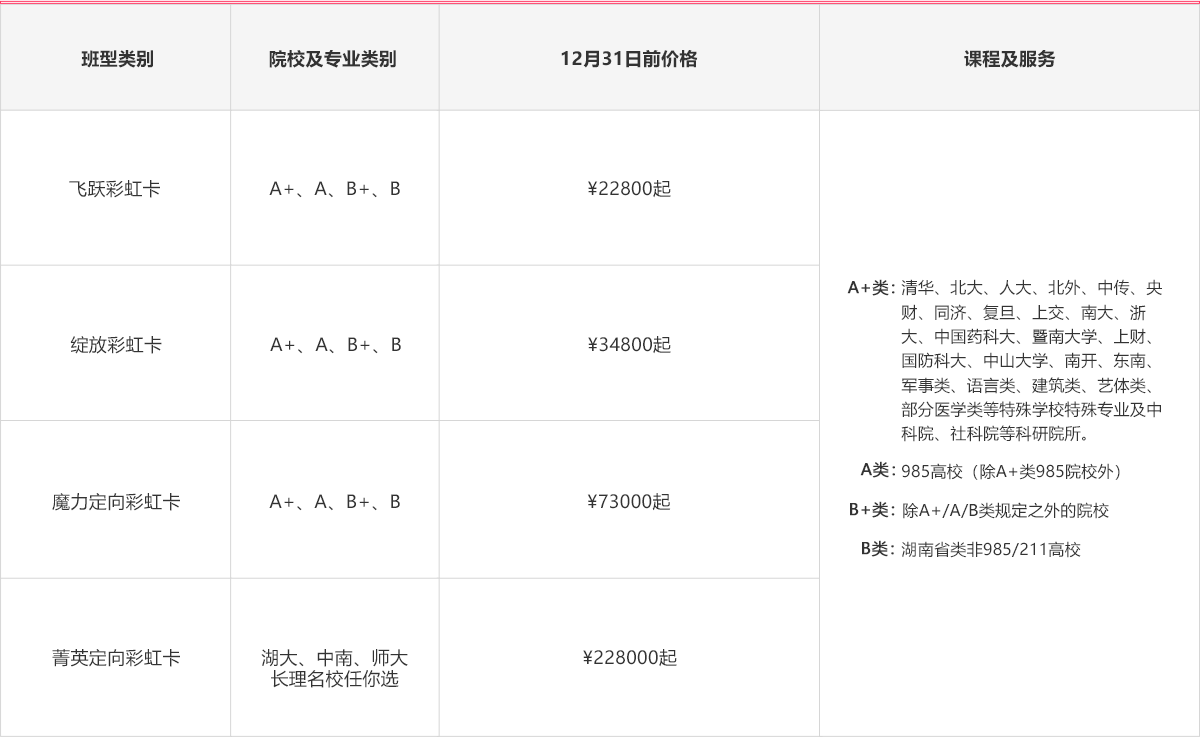 班型类别
院校及专业类别
12月31日前价格
课程及服务
飞跃彩虹卡
A+、A、B+、B
¥22800起
绽放彩虹卡
A+、A、B+、B
¥34800起
魔力定向彩虹卡
A+、A、B+、B
¥73000起
菁英定向彩虹卡
湖大、中南、师大
长理名校任你选
¥228000起
A+类：清华、北大、人大、北外、中传、央
财、同济、复旦、上交、南大、浙
大、中国药科大、暨南大学、上财、
国防科大、中山大学、南开、东南、
军事类、语言类、建筑类、艺体类、
部分医学类等特殊学校特殊专业及中
科院、社科院等科研院所。
A类：985高校（除A+类985院校外）
B+类：除A+/A/B类规定之外的院校
B类：湖南省类非985/211高校